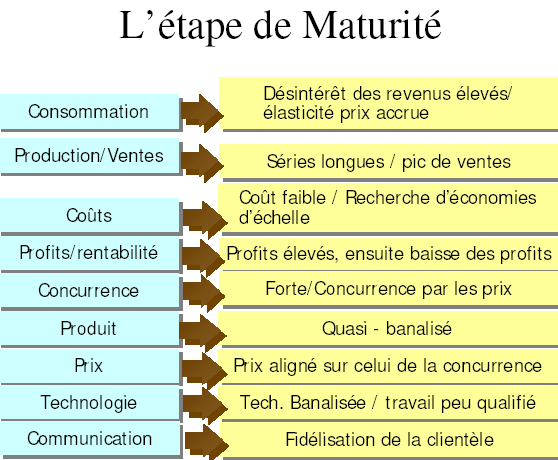 L'étape de Maturité
Consommation
Désintérêt des revenus élevés/
élasticité prix accrue
Production/Ventes
Séries longues / pic de ventes
Coûts
Coût faible / Recherche d'économies
d'échelle
Profits/rentabilité
Profits élevés, ensuite baisse des profits
Concurrence
Forte/Concurrence par les prix
Produit
Quasi - banalisé
Prix
Prix aligné sur celui de la concurrence
Technologie
Tech. Banalisée / travail peu qualifié
Communication
Fidélisation de la clientèle